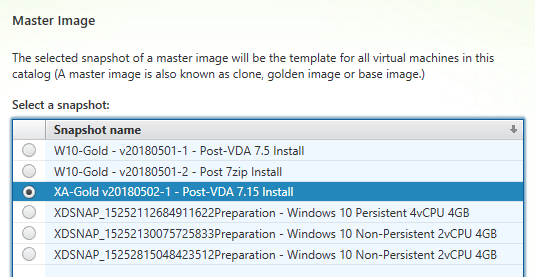 Master Image
The selected snapshot of a master image will be the template for all virtual machines in this
catalog (A master image is also known as clone, golden image or base image.)
Select a snapshot:
Snapshot name
W10-Gold - v20180501-1 - Post-VDA 7.5 Install
W10-Gold - v20180501-2 - Post 7zip Install
XA-Gold v20180502-1 - Post-VDA 7.15 Install
XDSNAP_15252112684911622Preparation - Windows 10 Persistent 4vCPU 4GB
XDSNAP_15252130075725833Preparation - Windows 10 Non-Persistent 2vCPU 4GB
XDSNAP_15252815048423512Preparation - Windows 10 Non-Persistent 2vCPU 4GB